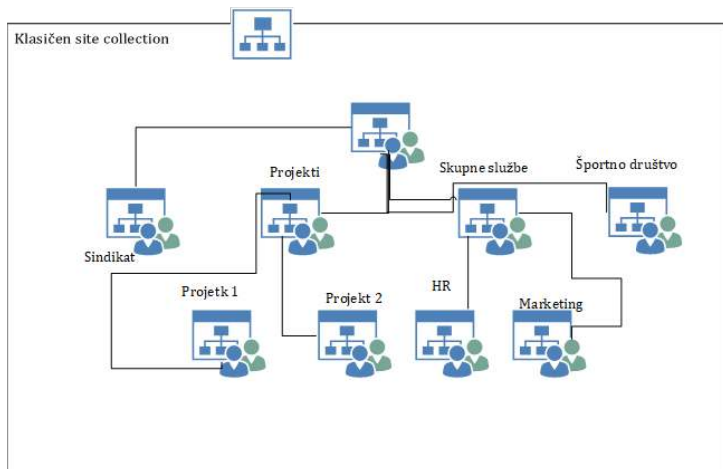 Klasičen site collection
Projekti
Skupne službe
Športno društvo
Sindikat
Projetk 1
Projekt 2
HR
Marketing